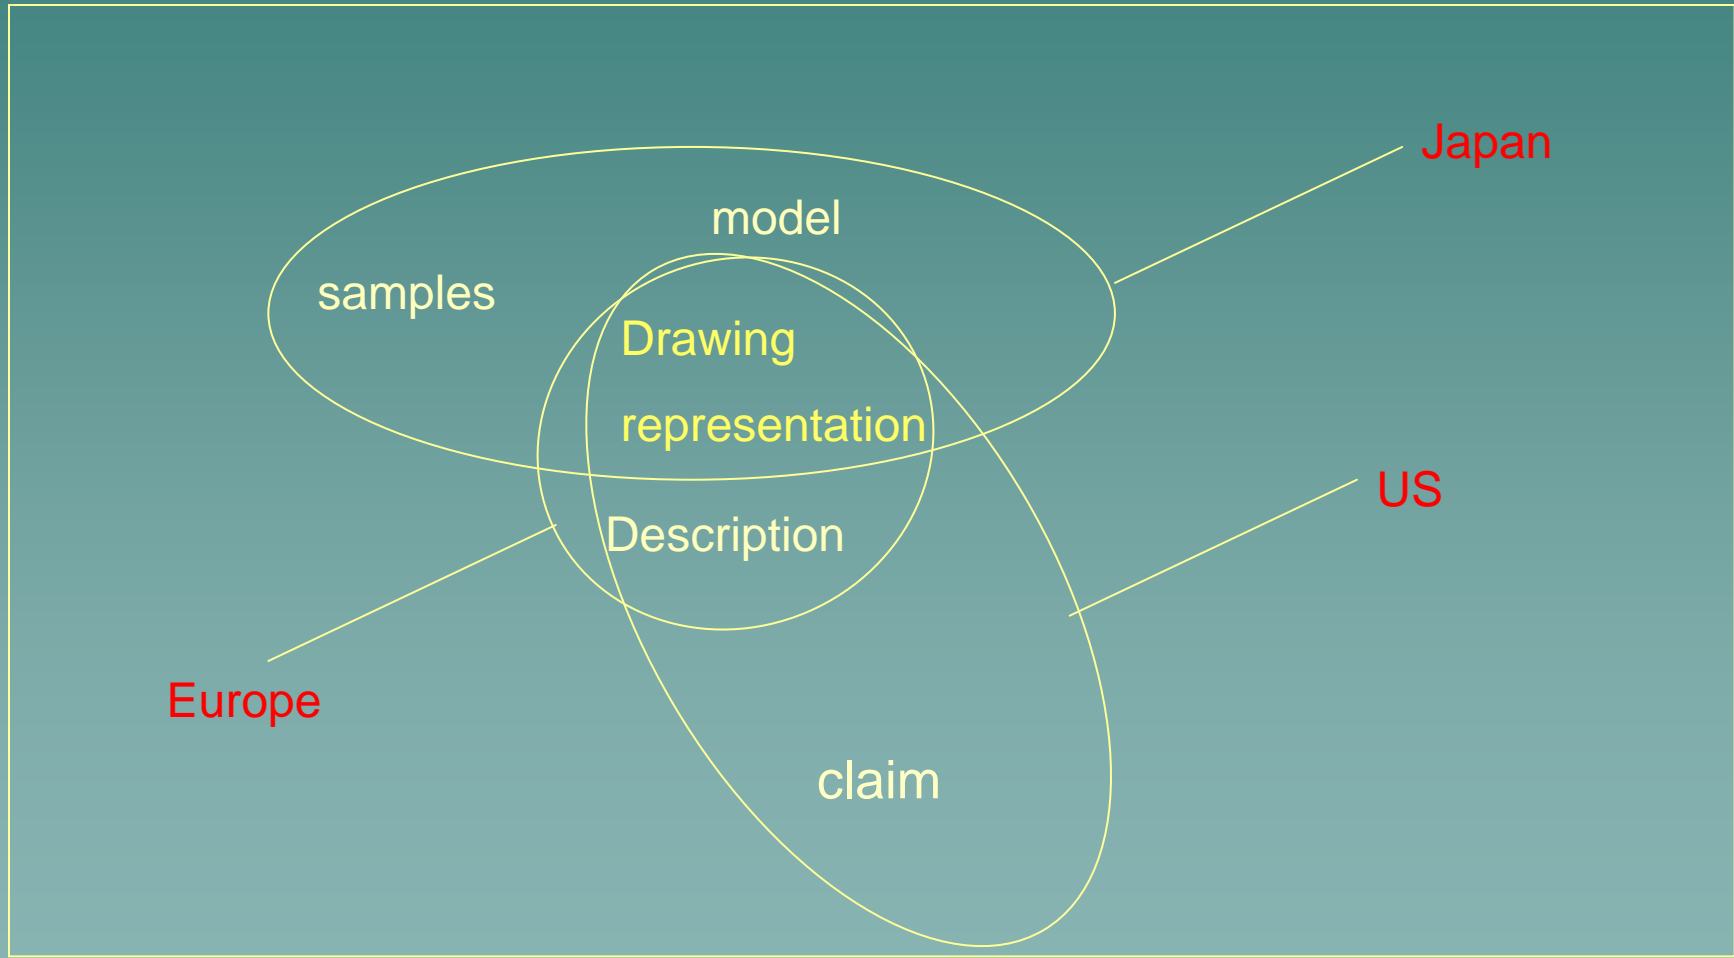 Japan
model
samples
Drawing
representation
US
Description
Europe
claim